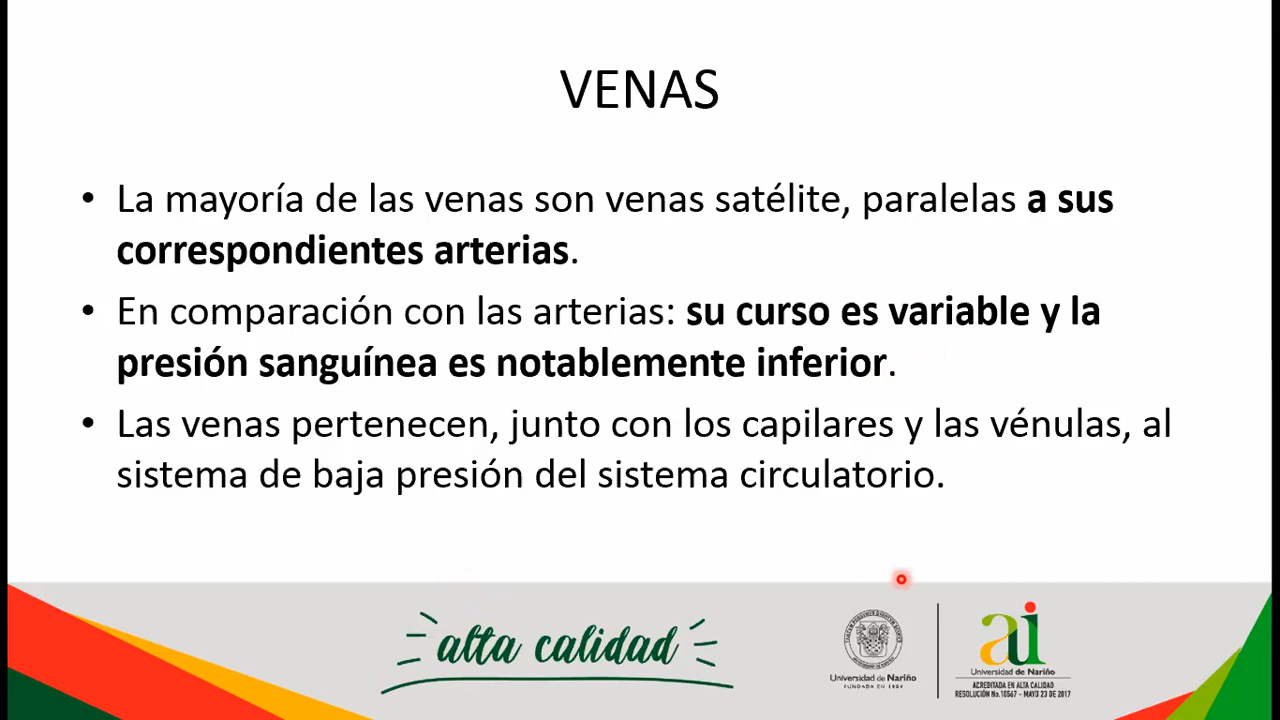 VENAS
• La mayoría de las venas son venas satélite, paralelas a sus
correspondientes arterias.
• En comparación con las arterias: su curso es variable y la
presión sanguínea es notablemente inferior.
• Las venas pertenecen, junto con los capilares y las vénulas, al
sistema de baja presión del sistema circulatorio.
alta calidad
Universidad de Nariño
FUNDADA EN 1904
ai
Universidad de Nariño
ACREDITADA EN ALTA CALIDAD
RESOLUCIÓN No.10567 - MAYO 23 DE 2017